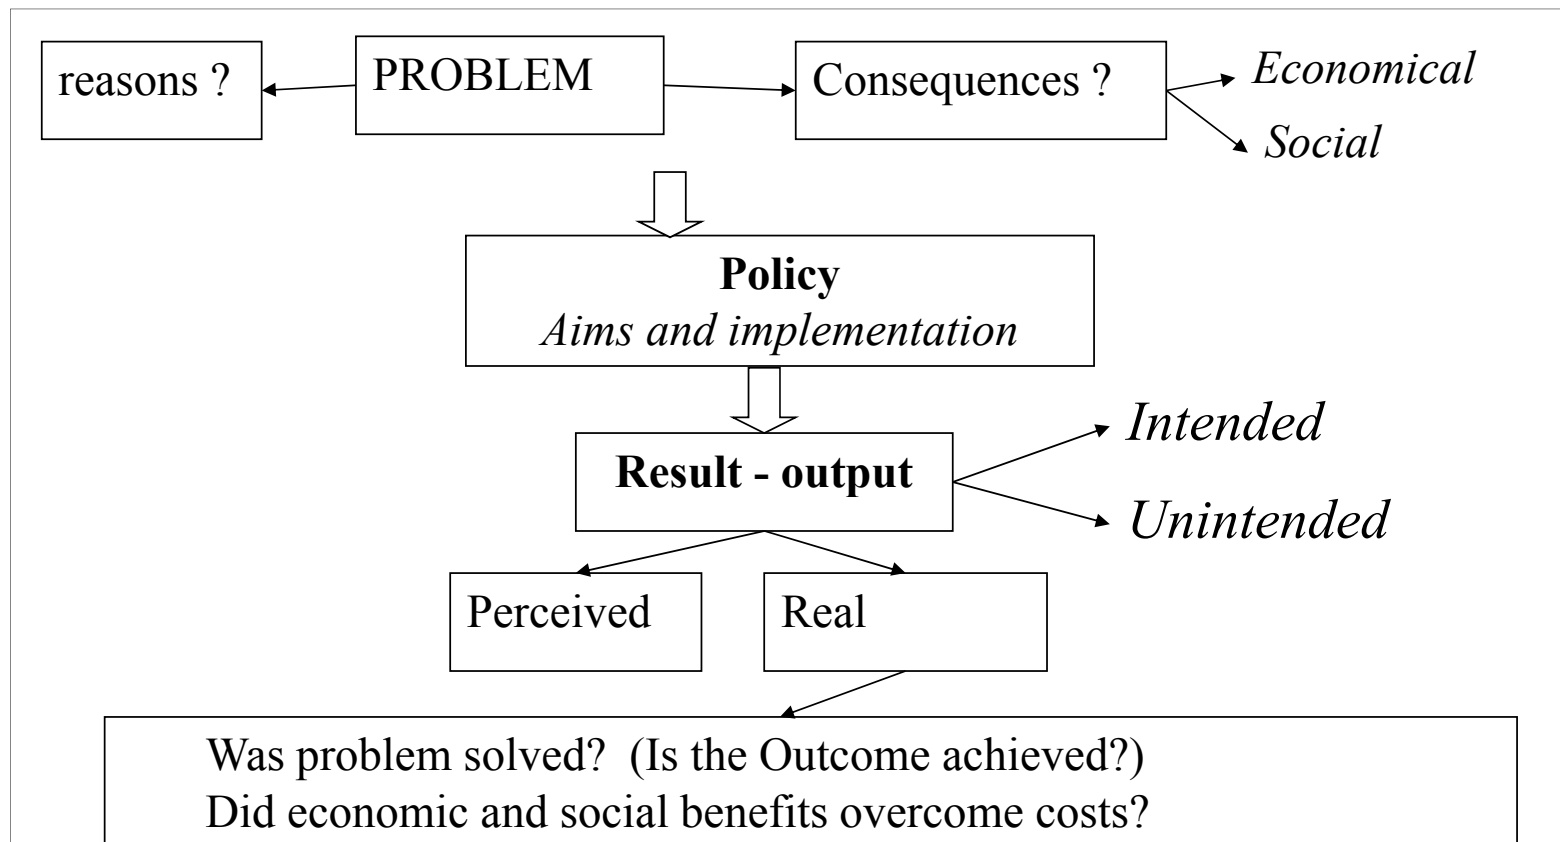 reasons ?
PROBLEM
Consequences ?
Economical
Social
Policy
Aims and implementation
Result - output
Intended
Unintended
Perceived
Real
Was problem solved?  (Is the Outcome achieved?)
Did economic and social benefits overcome costs?